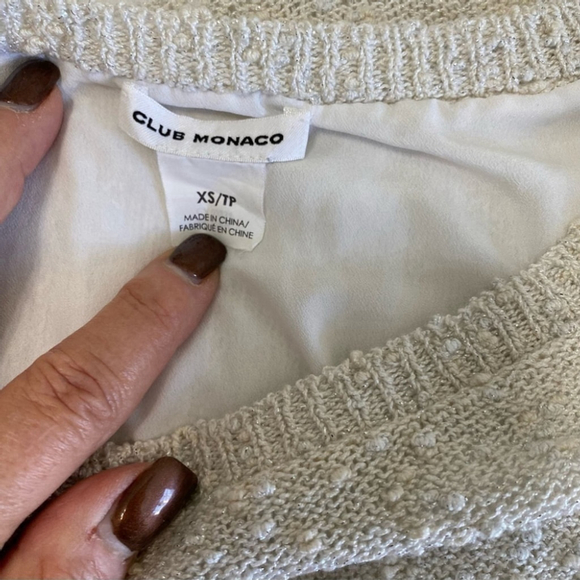 CLUB MONACO
XS/TP
MADE IN CHINA/
FABRIQUÉ EN CHINE